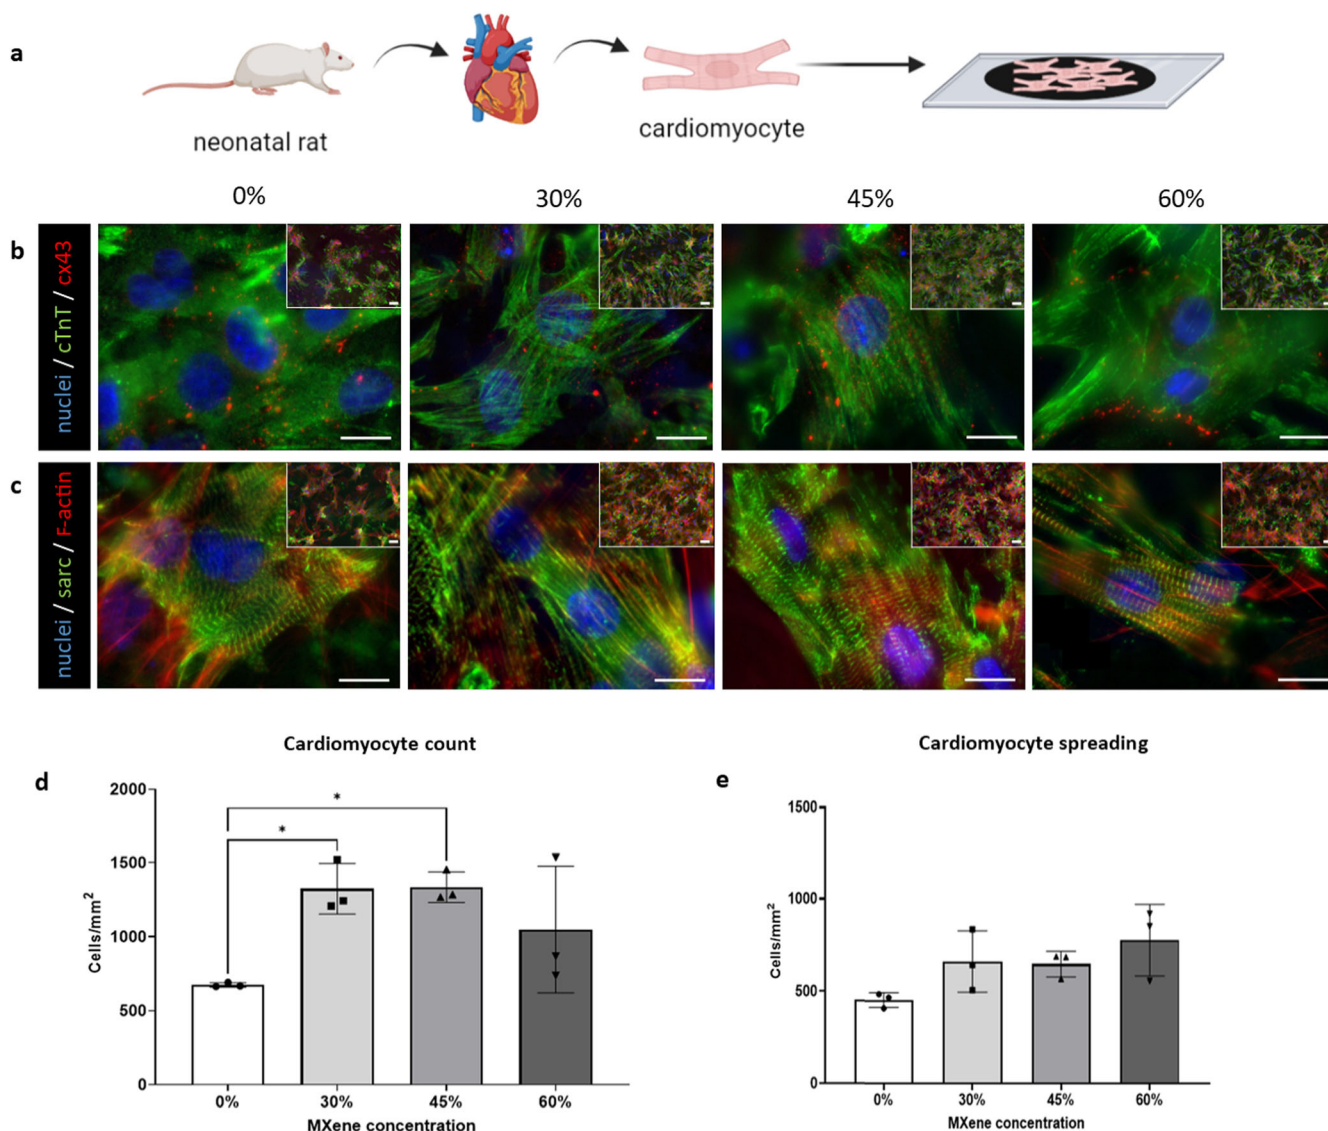 a
neonatal rat
cardiomyocyte
0%
30%
45%
60%
b
nuclei / cTnT / cx43
c
nuclei / sarc / F-actin
d
Cardiomyocyte count
Cells/mm²
2000
1500
1000
500
0
*
*
0%
30%
45%
60%
MXene concentration
e
Cardiomyocyte spreading
Cells/mm²
1500
1000
500
0
0%
30%
45%
60%
MXene concentration